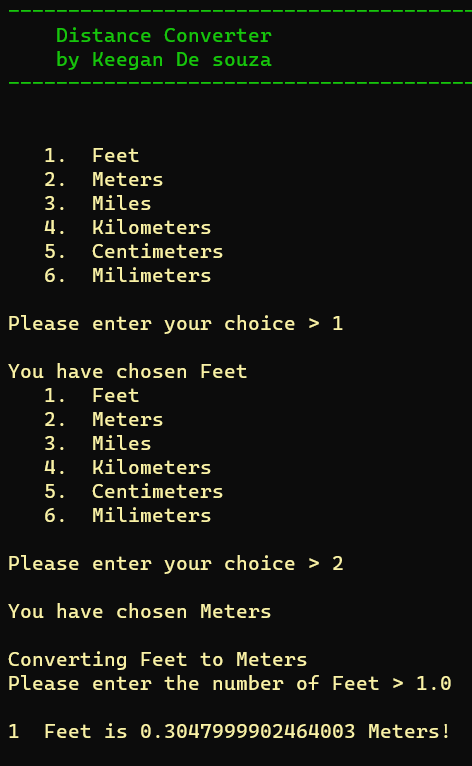 ----------------------------------------
Distance Converter
by Keegan De souza
----------------------------------------
1.  Feet
2.  Meters
3.  Miles
4.  Kilometers
5.  Centimeters
6.  Milimeters
Please enter your choice > 1
You have chosen Feet
1.  Feet
2.  Meters
3.  Miles
4.  Kilometers
5.  Centimeters
6.  Milimeters
Please enter your choice > 2
You have chosen Meters
Converting Feet to Meters
Please enter the number of Feet > 1.0
1  Feet is 0.3047999902464003 Meters!